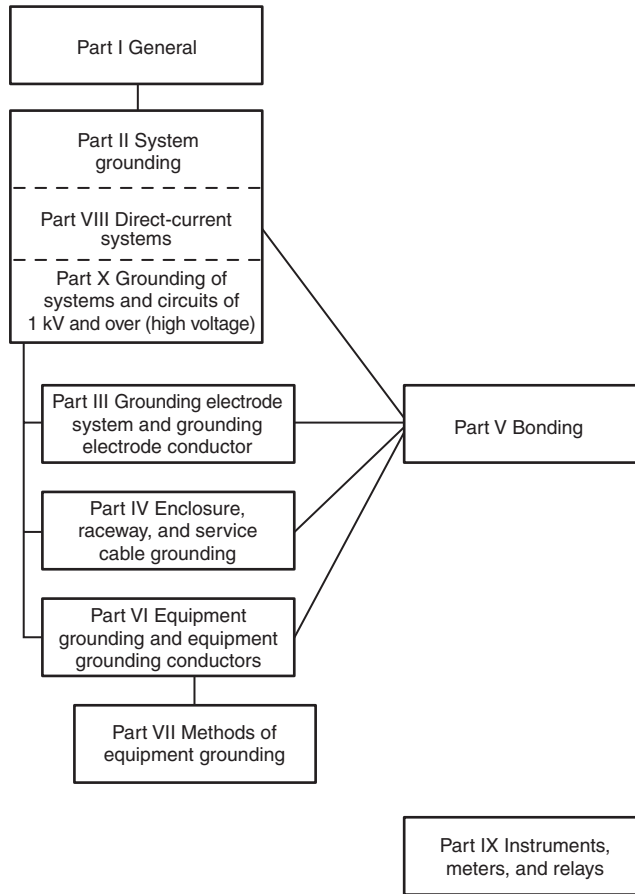 Part I General
Part II System
grounding
Part VIII Direct-current
systems
Part X Grounding of
systems and circuits of
1 kV and over (high voltage)
Part III Grounding electrode
system and grounding
electrode conductor
Part V Bonding
Part IV Enclosure,
raceway, and service
cable grounding
Part VI Equipment
grounding and equipment
grounding conductors
Part VII Methods of
equipment grounding
Part IX Instruments,
meters, and relays